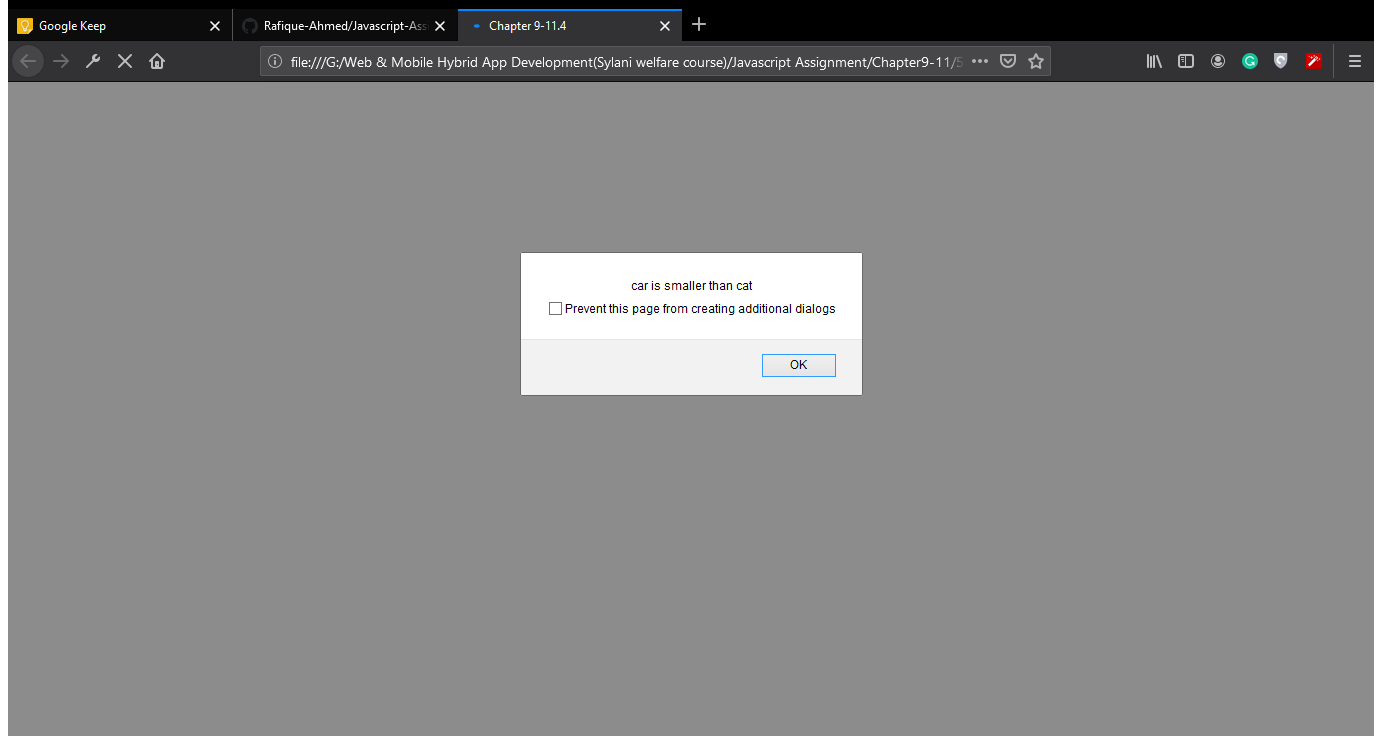 Google Keep
Rafique-Ahmed/Javascript-Ass
Chapter 9-11.4
file:///G:/Web & Mobile Hybrid App Development(Sylani welfare course)/Javascript Assignment/Chapter9-11/5
car is smaller than cat
Prevent this page from creating additional dialogs
OK